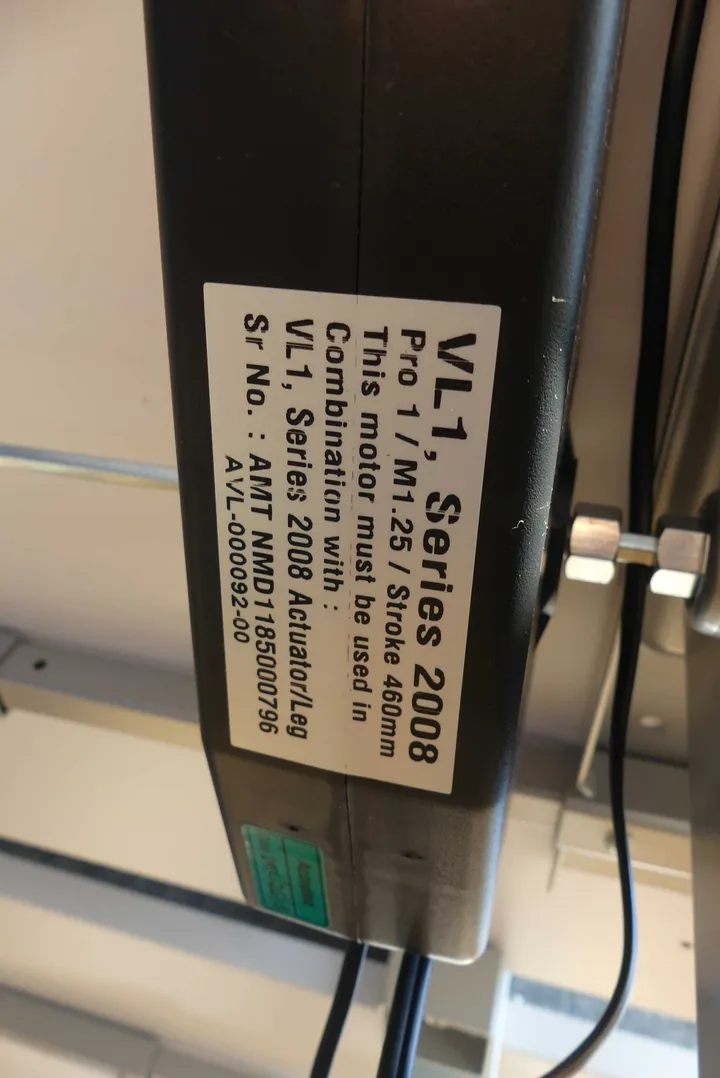 VL1, Series 2008
Pro 1 / M1.25 / Stroke 460mm
This motor must be used in
Combination with :
VL1, Series 2008 Actuator/Leg
Sr No. : AMT NMD1185000796
AVL-000092-00